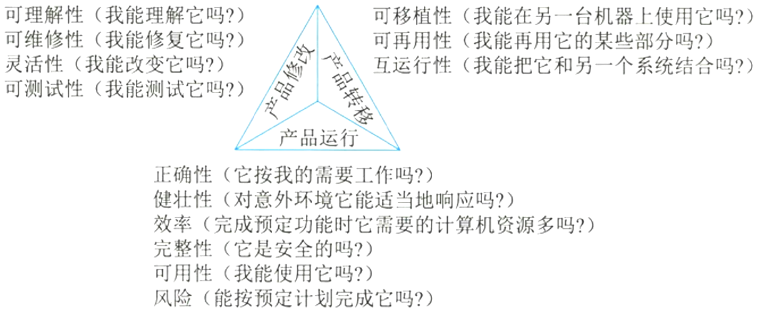 可理解性（我能理解它吗?）
可维修性（我能修复它吗?）
灵活性（我能改变它吗?）
可测试性（我能测试它吗?）
可移植性（我能在另一台机器上使用它吗?）
可再用性（我能再用它的某些部分吗?）
互运行性（我能把它和另一个系统结合吗?）
产品修改
产品转移
产品运行
正确性（它按我的需要工作吗?）
健壮性（对意外环境它能适当地响应吗?）
效率（完成预定功能时它需要的计算机资源多吗?）
完整性（它是安全的吗?）
可用性（我能使用它吗?）
风险（能按预定计划完成它吗?）